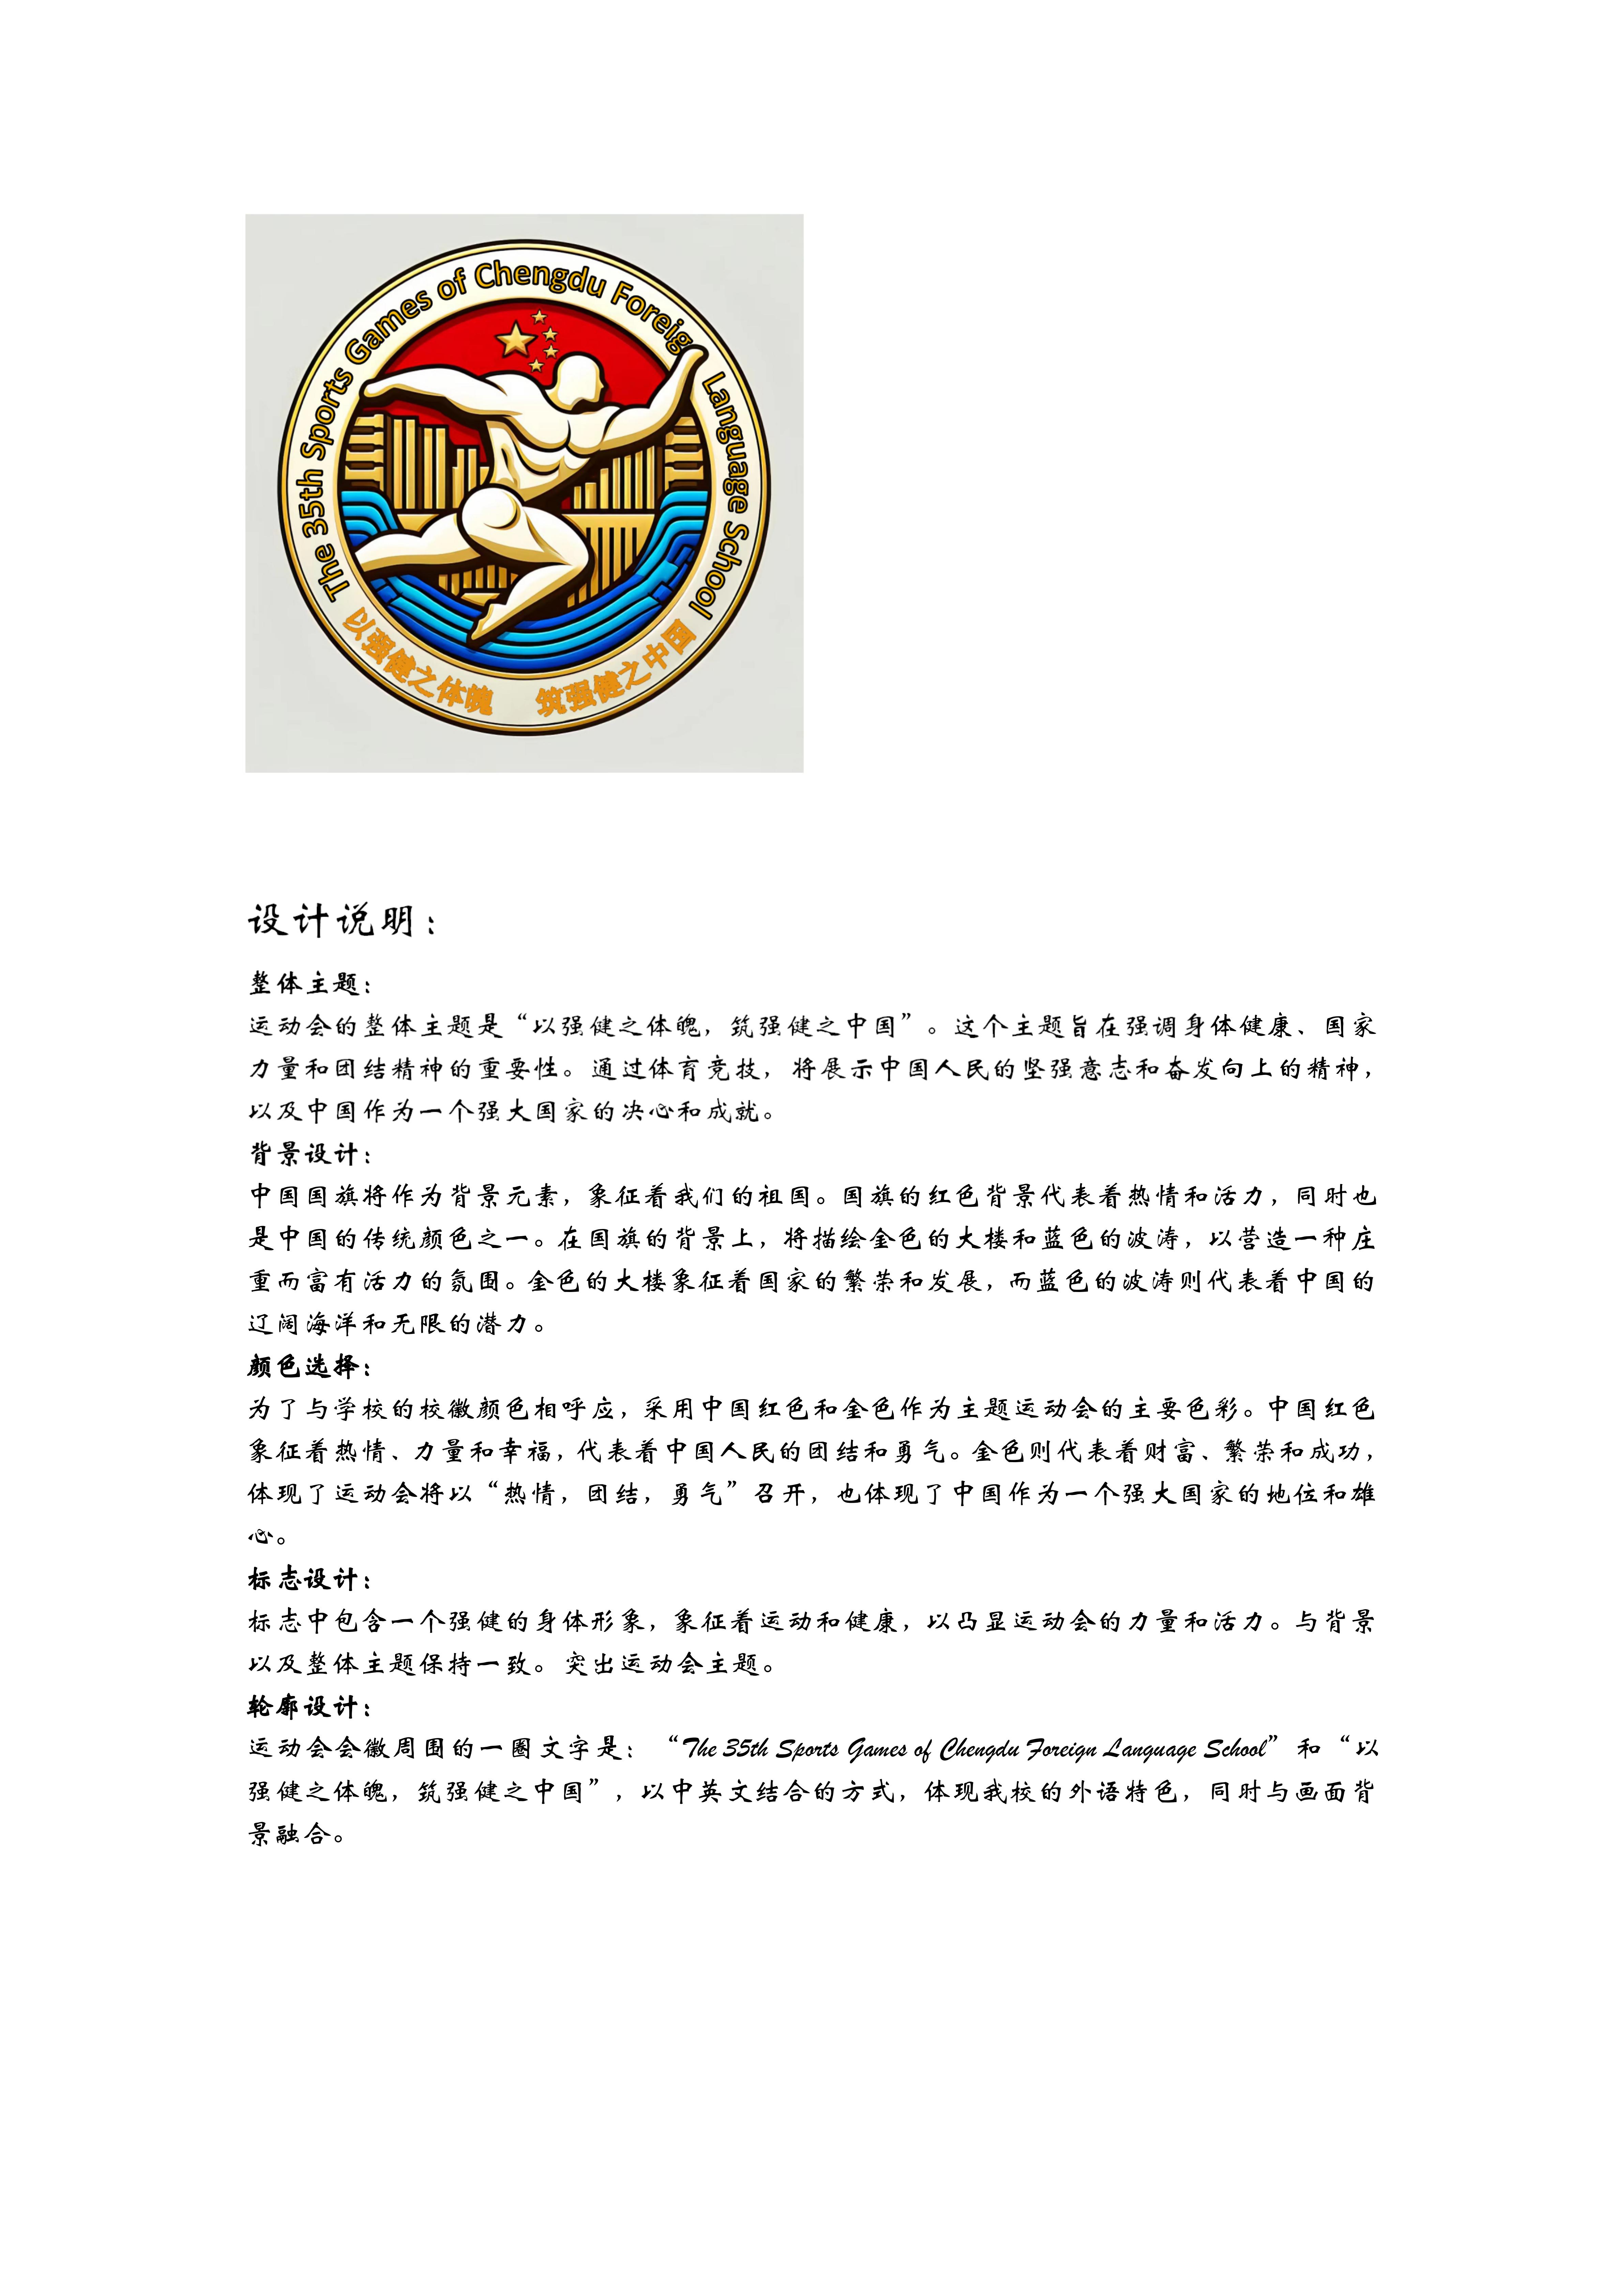 The 35th Sports Games of Chengdu Foreig Language School
以强健之体魄 筑强健之中国
设计说明：
整体主题：
运动会的整体主题是“以强健之体魄，筑强健之中国”。这个主题旨在强调身体健康、国家
力量和团结精神的重要性。通过体育竞技，将展示中国人民的坚强意志和奋发向上的精神，
以及中国作为一个强大国家的决心和成就。
背景设计：
中国国旗将作为背景元素，象征着我们的祖国。国旗的红色背景代表着热情和活力，同时也
是中国的传统颜色之一。在国旗的背景上，将描绘金色的大楼和蓝色的波涛，以营造一种庄
重而富有活力的氛围。金色的大楼象征着国家的繁荣和发展，而蓝色的波涛则代表着中国的
辽阔海洋和无限的潜力。
颜色选择：
为了与学校的校徽颜色相呼应，采用中国红色和金色作为主题运动会的主要色彩。中国红色
象征着热情、力量和幸福，代表着中国人民的团结和勇气。金色则代表着财富、繁荣和成功，
体现了运动会将以“热情，团结，勇气”召开，也体现了中国作为一个强大国家的地位和雄
心。
标志设计：
标志中包含一个强健的身体形象，象征着运动和健康，以凸显运动会的力量和活力。与背景
以及整体主题保持一致。 突出运动会主题。
轮廓设计：
运动会会徽周围的一圈文字是：“The 35th Sports Games of Chengdu Foreign Language School”和“以
强健之体魄，筑强健之中国”，以中英文结合的方式，体现我校的外语特色，同时与画面背
景融合。